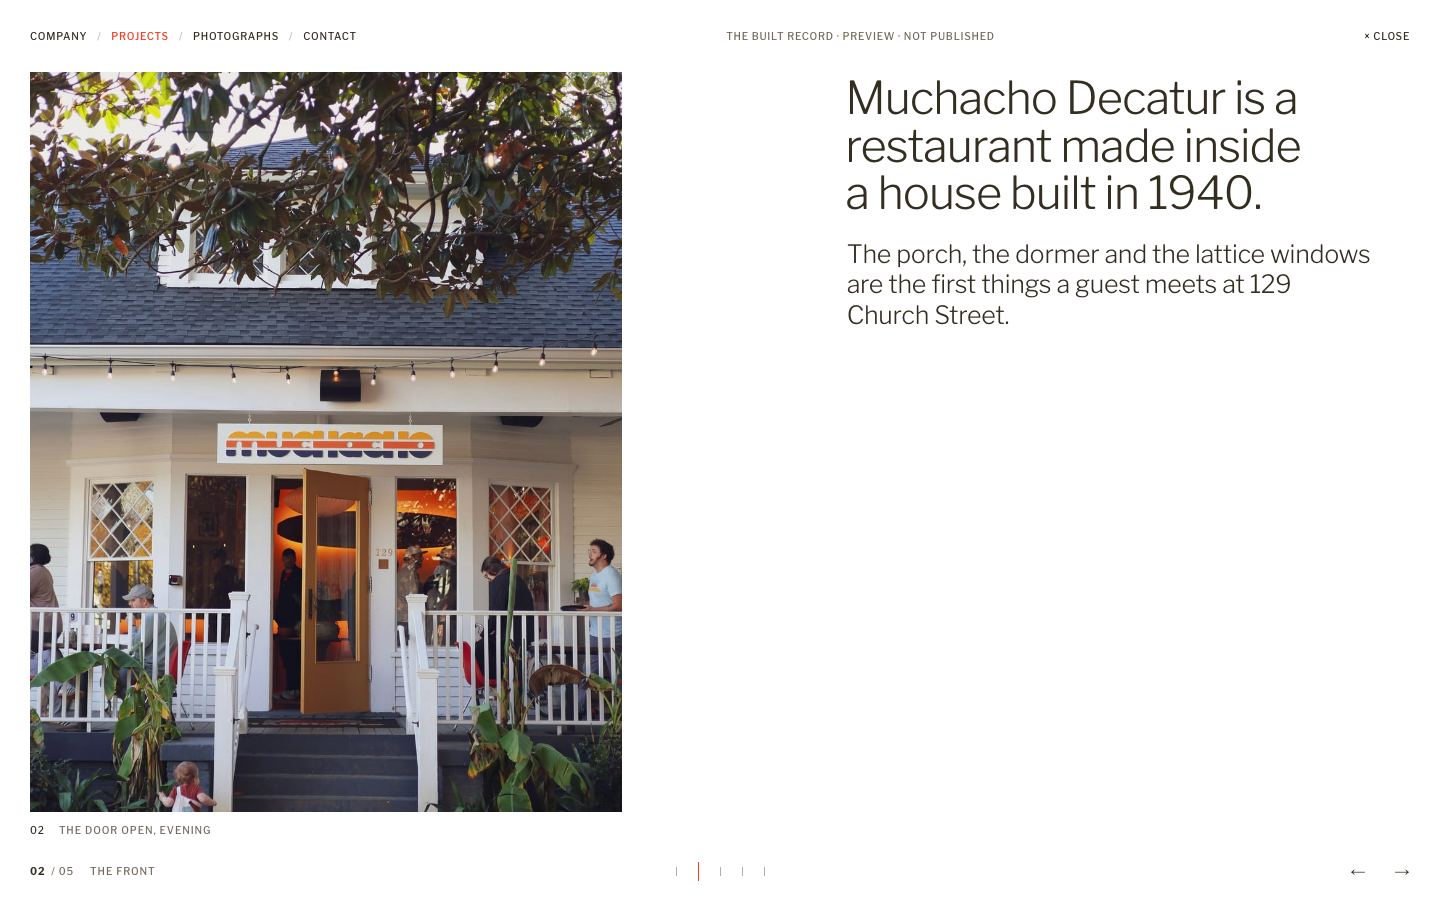 COMPANY / PROJECTS / PHOTOGRAPHS / CONTACT
THE BUILT RECORD · PREVIEW · NOT PUBLISHED
× CLOSE
Muchacho Decatur is a
restaurant made inside
a house built in 1940.
The porch, the dormer and the lattice windows
are the first things a guest meets at 129
Church Street.
muchacho
129
02 THE DOOR OPEN, EVENING
02 / 05 THE FRONT
← →